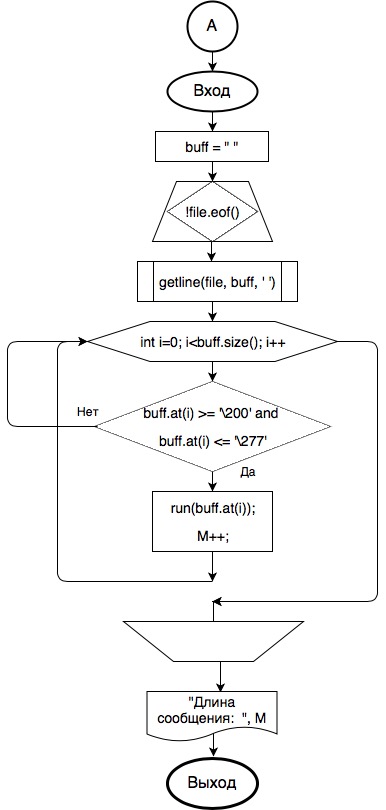 A
Вход
buff = " "
!file.eof()
getline(file, buff, ' ')
int i=0; i<buff.size(); i++
Нет
buff.at(i) >= '\200' and
buff.at(i) <= '\277'
Да
run(buff.at(i));
M++;
"Длина
сообщения: ", M
Выход